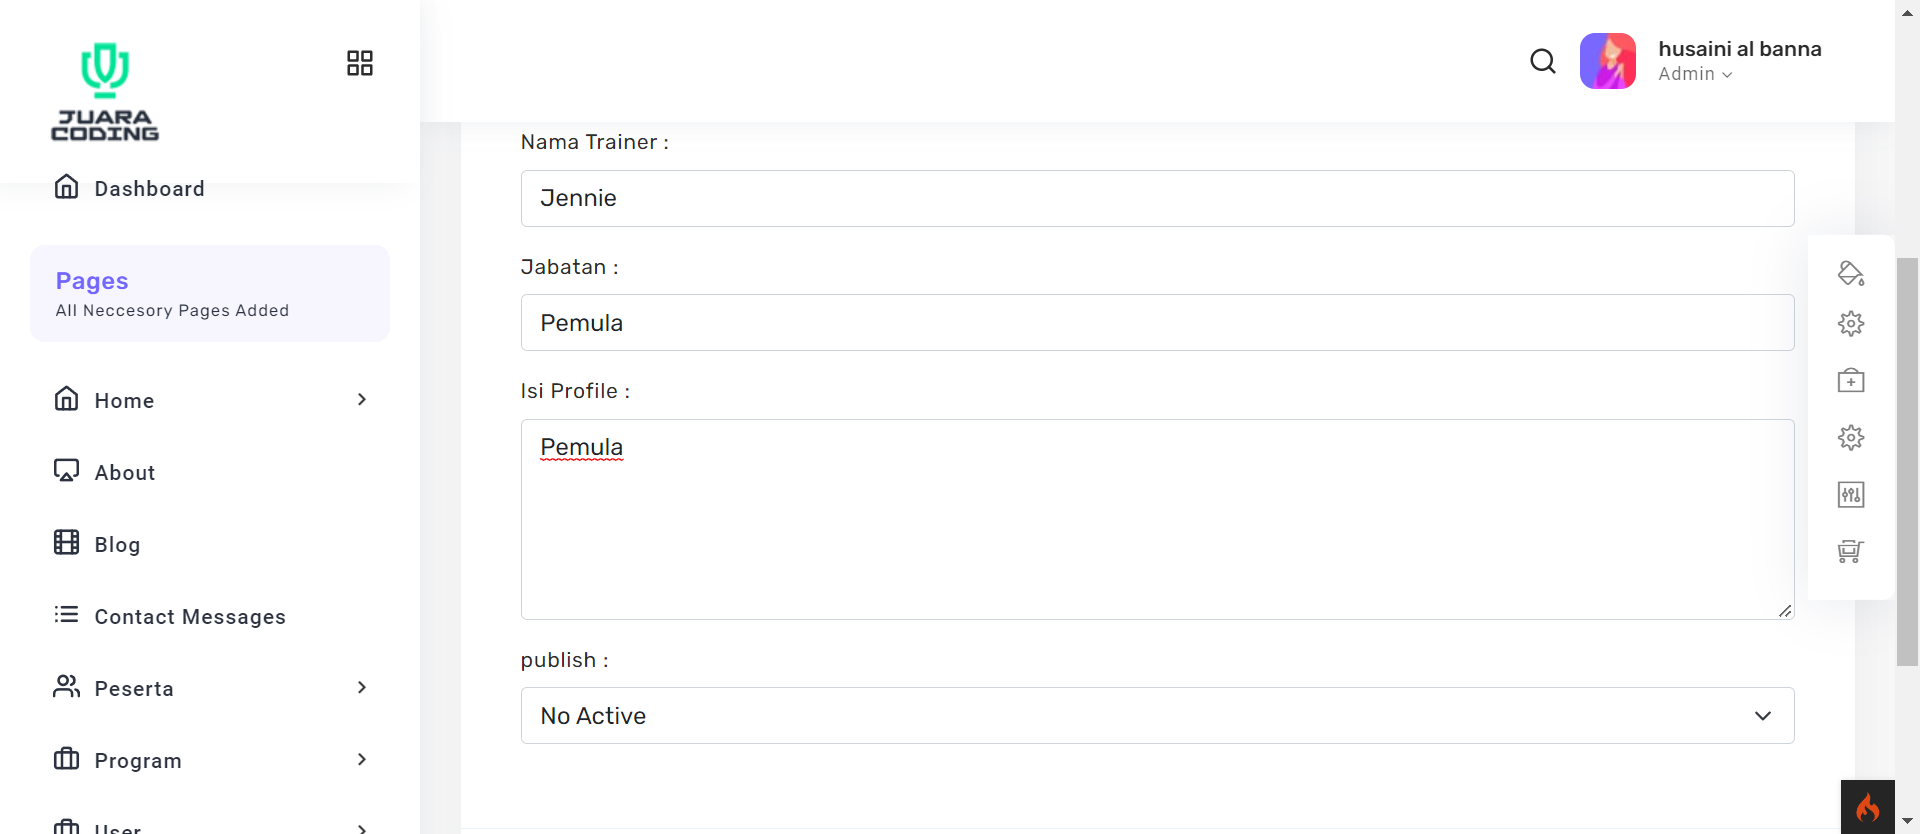 JUARA
CODING
husaini al banna
Admin
Dashboard
Pages
All Neccesory Pages Added
Home
About
Blog
Contact Messages
Peserta
Program
User
Nama Trainer :
Jennie
Jabatan :
Pemula
Isi Profile :
Pemula
publish :
No Active